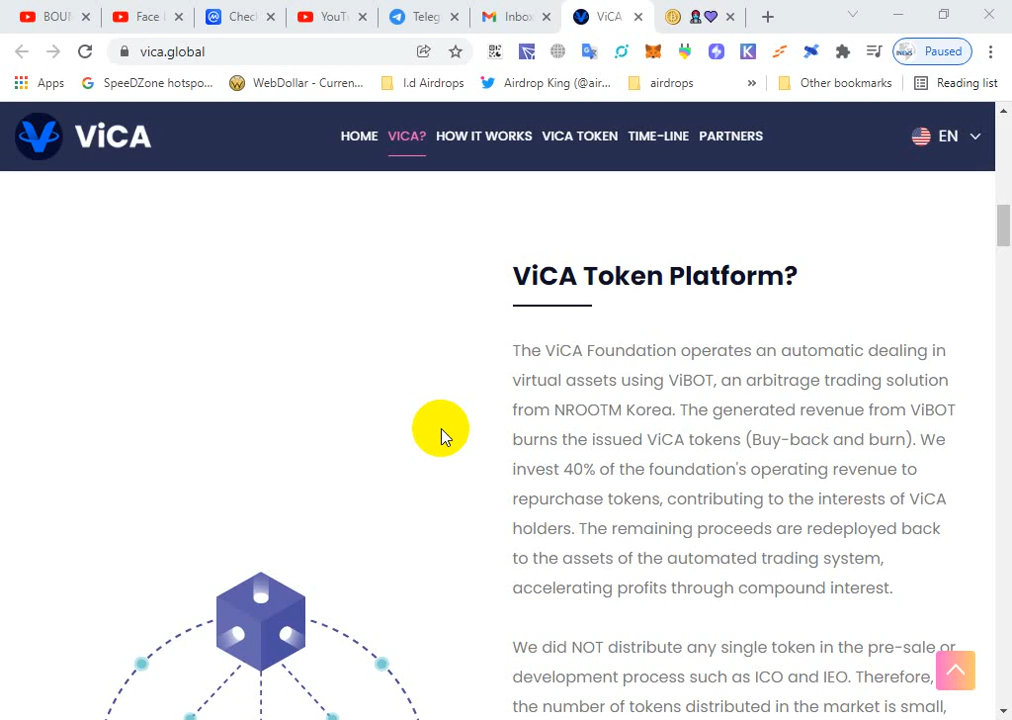 BOUN
Face
Chec
YouTu
Teleg
Inbox
ViCA
vica.global
Paused
Apps
SpeeDZone hotspo...
WebDollar - Curren...
I.d Airdrops
Airdrop King (@air...
airdrops
»
Other bookmarks
Reading list
ViCA
HOME
VICA?
HOW IT WORKS
VICA TOKEN
TIME-LINE
PARTNERS
EN
ViCA Token Platform?
The ViCA Foundation operates an automatic dealing in
virtual assets using ViBOT, an arbitrage trading solution
from NROOTM Korea. The generated revenue from ViBOT
burns the issued ViCA tokens (Buy-back and burn). We
invest 40% of the foundation's operating revenue to
repurchase tokens, contributing to the interests of ViCA
holders. The remaining proceeds are redeployed back
to the assets of the automated trading system,
accelerating profits through compound interest.
We did NOT distribute any single token in the pre-sale or
development process such as ICO and IEO. Therefore,
the number of tokens distributed in the market is small,